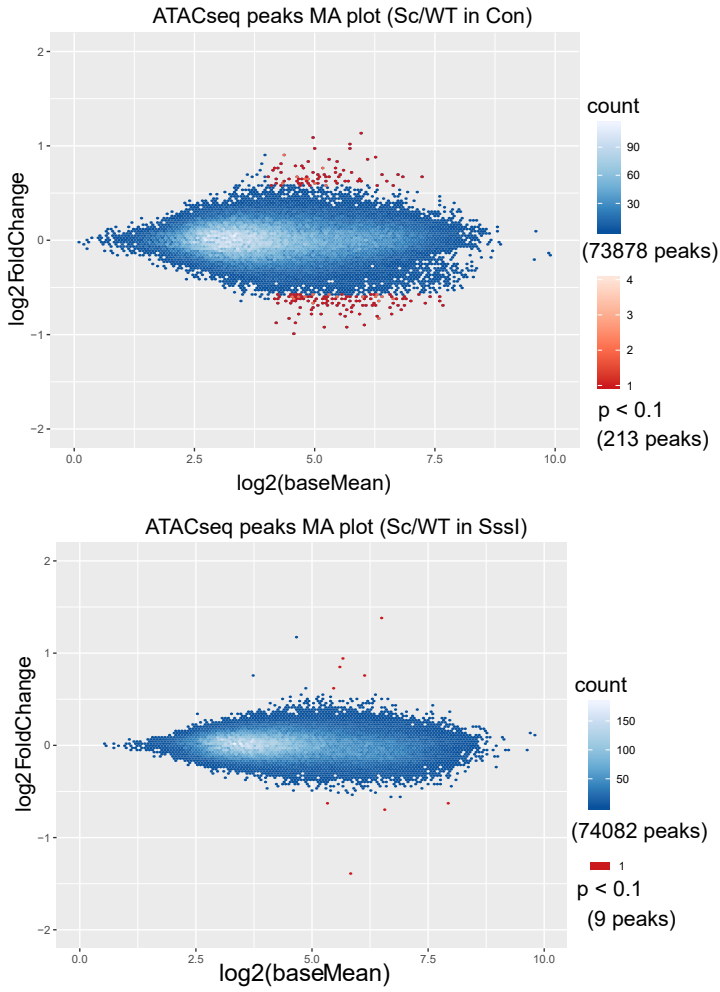 ATACseq peaks MA plot (Sc/WT in Con)
log2FoldChange
2
1
0
−1
−2
0.0 2.5 5.0 7.5 10.0
log2(baseMean)
count
90
60
30
(73878 peaks)
4
3
2
1
p < 0.1
(213 peaks)
ATACseq peaks MA plot (Sc/WT in SssI)
log2FoldChange
2
1
0
−1
−2
0.0 2.5 5.0 7.5 10.0
log2(baseMean)
count
150
100
50
(74082 peaks)
1
p < 0.1
(9 peaks)